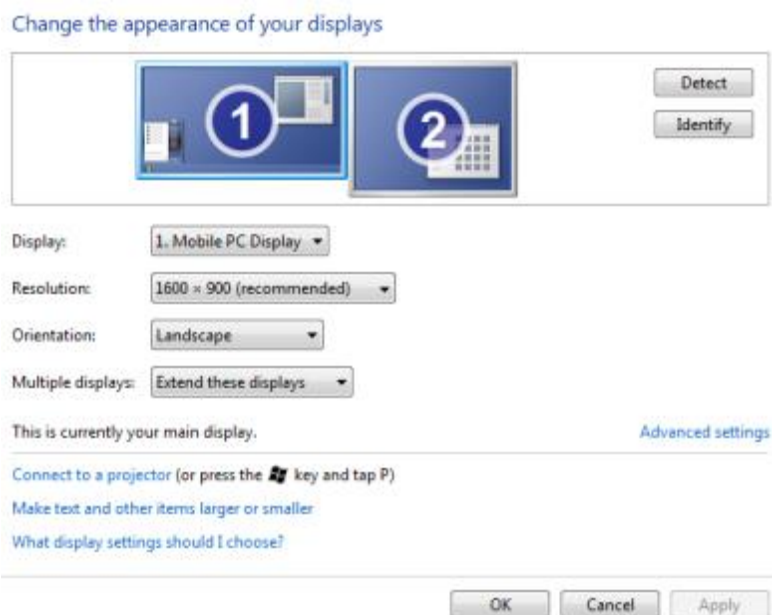 Change the appearance of your displays
1
2
Detect
Identify
Display: 1. Mobile PC Display
Resolution: 1600 × 900 (recommended)
Orientation: Landscape
Multiple displays: Extend these displays
This is currently your main display. Advanced settings
Connect to a projector (or press the key and tap P)
Make text and other items larger or smaller
What display settings should I choose?
OK Cancel Apply